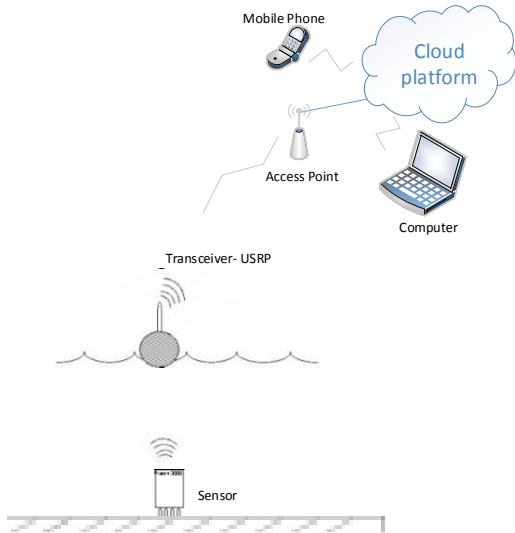 Mobile Phone
Cloud
platform
Access Point
Computer
Transceiver- USRP
Sensor